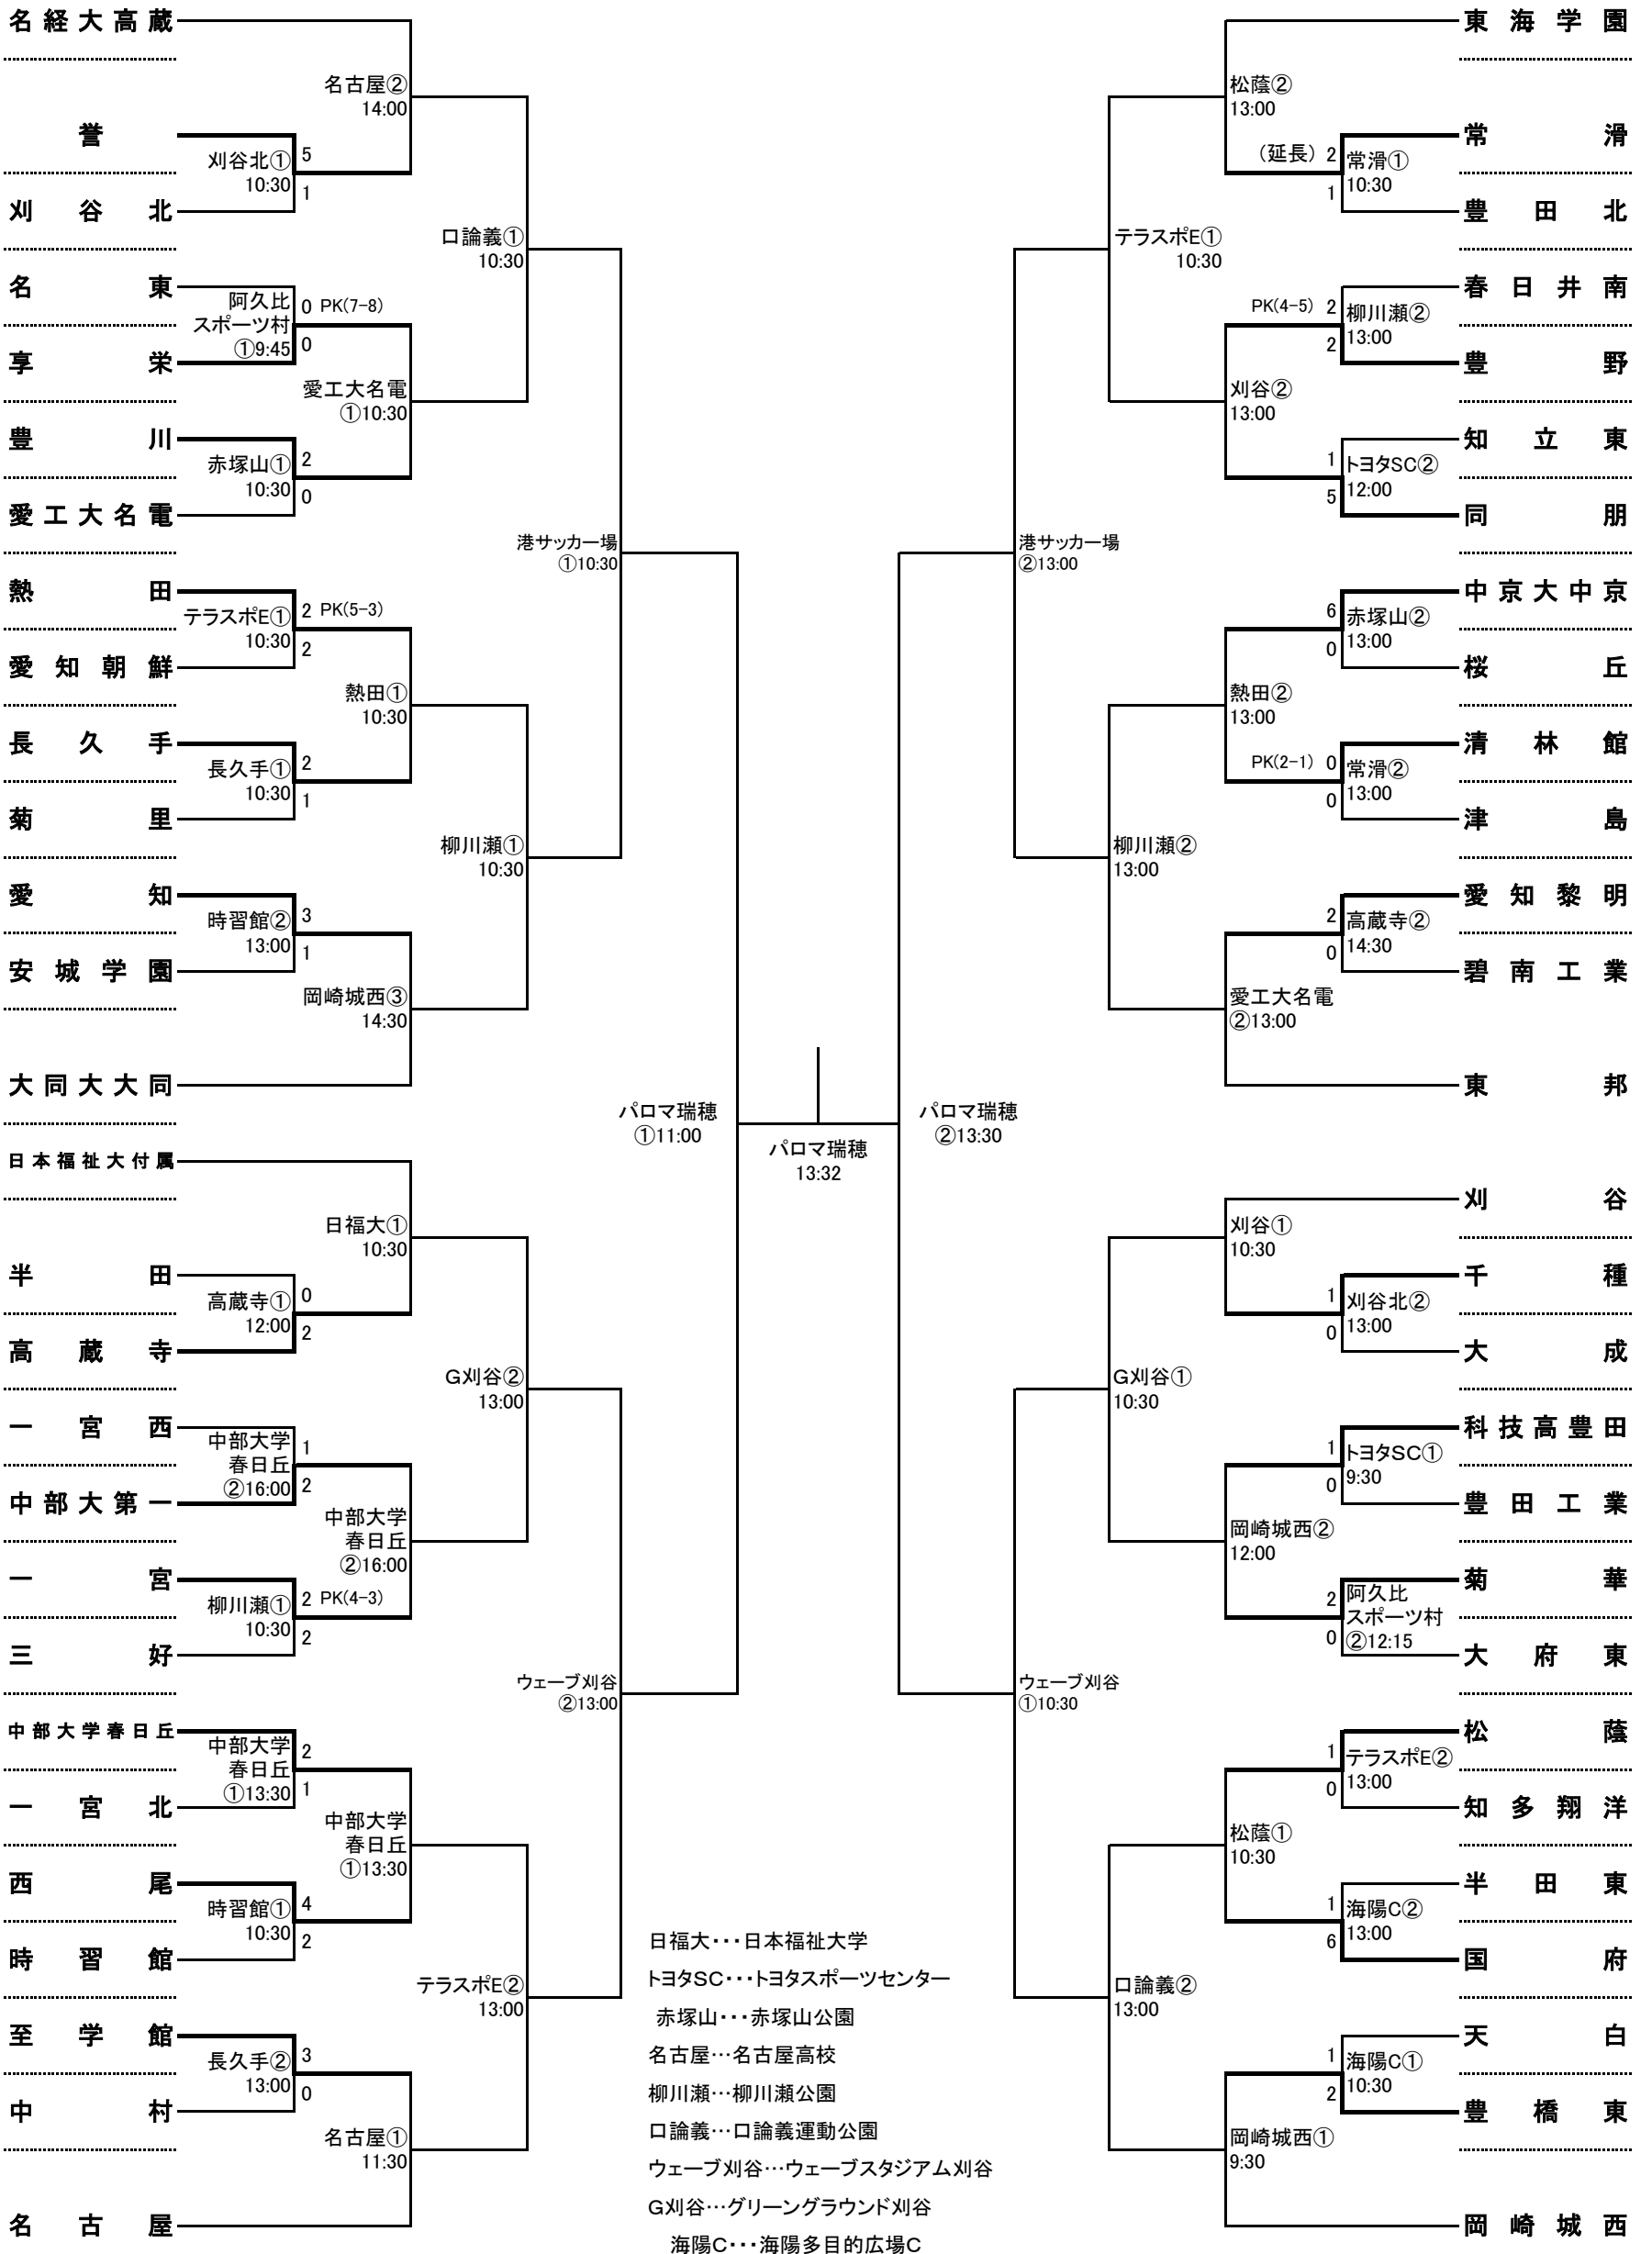 名経大高蔵
名古屋②
14:00
誉
刈谷北①
10:30
5
1
刈谷北
口論義①
10:30
名東
阿久比
スポーツ村
①9:45
0 PK(7-8)
0
享栄
愛工大名電
①10:30
豊川
赤塚山①
10:30
2
0
愛工大名電
港サッカー場
①10:30
熱田
テラスポE①
10:30
2 PK(5-3)
2
愛知朝鮮
熱田①
10:30
長久手
長久手①
10:30
2
1
菊里
柳川瀬①
10:30
愛知
時習館②
13:00
3
1
安城学園
岡崎城西③
14:30
大同大大同
パロマ瑞穂
①11:00
日本福祉大付属
日福大①
10:30
半田
高蔵寺①
12:00
0
2
高蔵寺
G刈谷②
13:00
一宮西
中部大学
春日丘
②16:00
1
2
中部大第一
中部大学
春日丘
②16:00
一宮
柳川瀬①
10:30
2 PK(4-3)
2
三好
ウェーブ刈谷
②13:00
中部大学春日丘
中部大学
春日丘
①13:30
2
1
一宮北
中部大学
春日丘
①13:30
西尾
時習館①
10:30
4
2
時習館
テラスポE②
13:00
至学館
長久手②
13:00
3
0
中村
名古屋①
11:30
名古屋
パロマ瑞穂
13:32
東海学園
松蔭②
13:00
常滑
(延長) 2
1
常滑①
10:30
豊田北
テラスポE①
10:30
春日井南
PK(4-5) 2
2
柳川瀬②
13:00
豊野
刈谷②
13:00
知立東
1
5
トヨタSC②
12:00
同朋
港サッカー場
②13:00
中京大中京
6
0
赤塚山②
13:00
桜丘
熱田②
13:00
清林館
PK(2-1) 0
0
常滑②
13:00
津島
柳川瀬②
13:00
愛知黎明
2
0
高蔵寺②
14:30
碧南工業
愛工大名電
②13:00
東邦
パロマ瑞穂
②13:30
刈谷
刈谷①
10:30
千種
1
0
刈谷北②
13:00
大成
G刈谷①
10:30
科技高豊田
1
0
トヨタSC①
9:30
豊田工業
岡崎城西②
12:00
菊華
2
0
阿久比
スポーツ村
②12:15
大府東
ウェーブ刈谷
①10:30
松蔭
1
0
テラスポE②
13:00
知多翔洋
松蔭①
10:30
半田東
1
6
海陽C②
13:00
国府
口論義②
13:00
天白
1
2
海陽C①
10:30
豊橋東
岡崎城西①
9:30
岡崎城西
日福大・・・日本福祉大学
トヨタSC・・・トヨタスポーツセンター
赤塚山・・・赤塚山公園
名古屋…名古屋高校
柳川瀬…柳川瀬公園
口論義…口論義運動公園
ウェーブ刈谷…ウェーブスタジアム刈谷
G刈谷…グリーングラウンド刈谷
海陽C・・・海陽多目的広場C